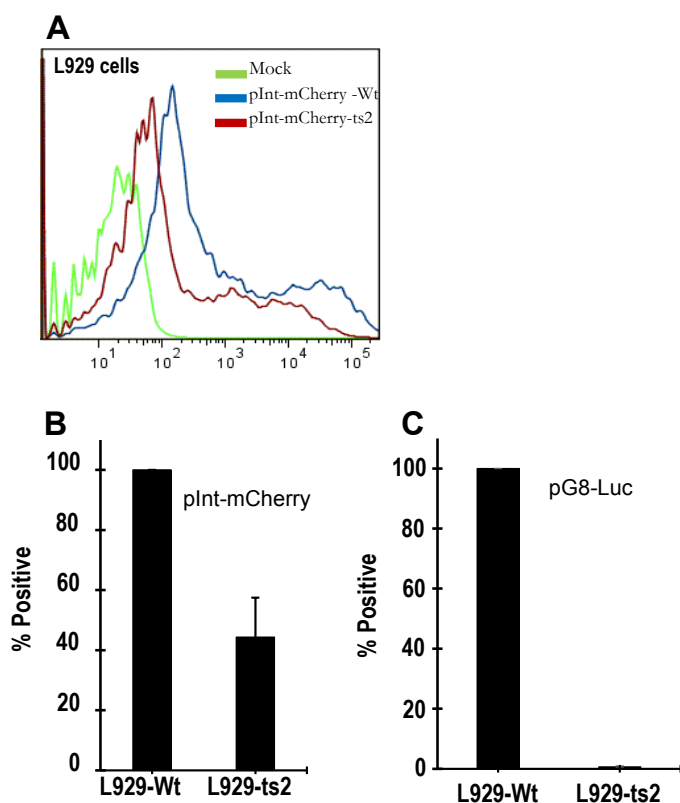 A
L929 cells
Mock
pInt-mCherry -Wt
pInt-mCherry-ts2
10¹ 10² 10³ 10⁴ 10⁵
B
% Positive
100
80
60
40
20
0
pInt-mCherry
L929-Wt L929-ts2
C
% Positive
100
80
60
40
20
0
pG8-Luc
L929-Wt L929-ts2